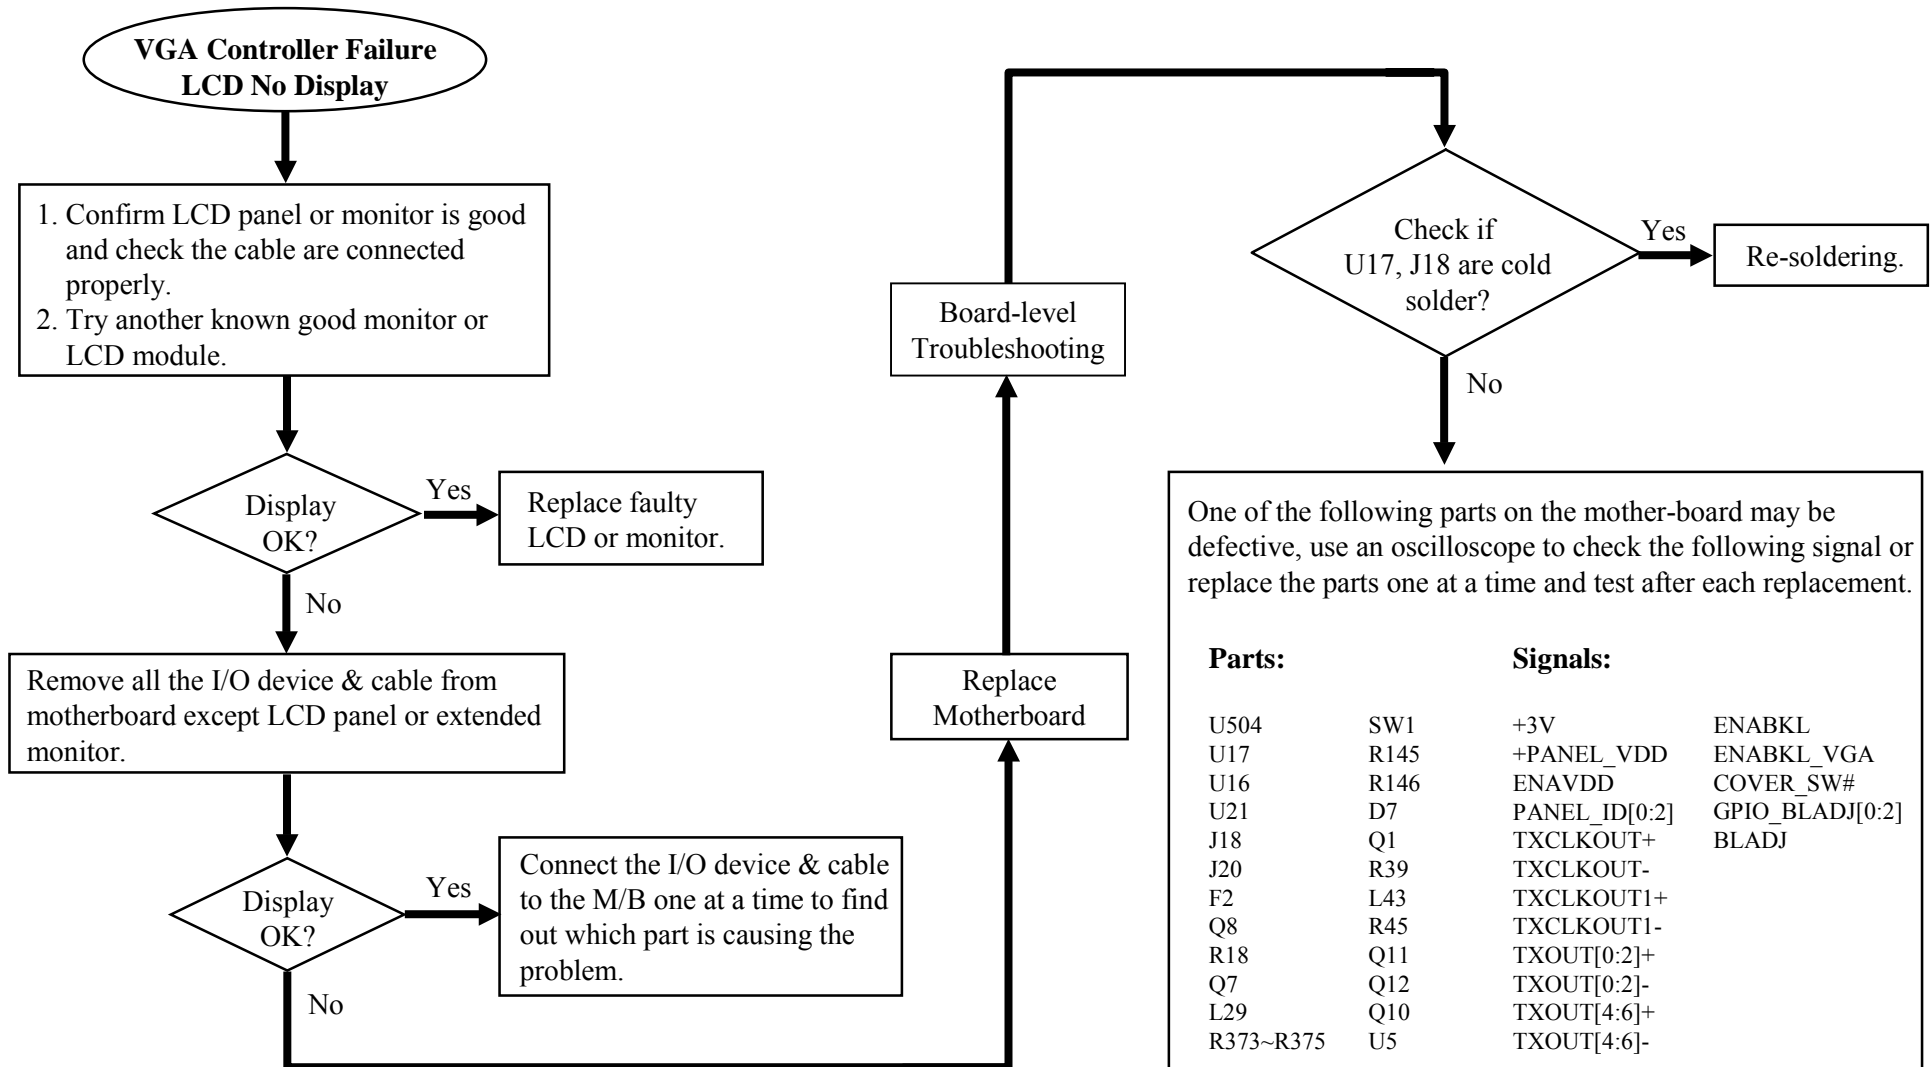 VGA Controller Failure
LCD No Display
1. Confirm LCD panel or monitor is good
and check the cable are connected
properly.
2. Try another known good monitor or
LCD module.
Display
OK?
Yes
Replace faulty
LCD or monitor.
No
Remove all the I/O device & cable from
motherboard except LCD panel or extended
monitor.
Display
OK?
Yes
Connect the I/O device & cable
to the M/B one at a time to find
out which part is causing the
problem.
No
Replace
Motherboard
Board-level
Troubleshooting
Check if
U17, J18 are cold
solder?
Yes
Re-soldering.
No
One of the following parts on the mother-board may be
defective, use an oscilloscope to check the following signal or
replace the parts one at a time and test after each replacement.
Parts: Signals:
U504 SW1 +3V ENABKL
U17 R145 +PANEL_VDD ENABKL_VGA
U16 R146 ENAVDD COVER_SW#
U21 D7 PANEL_ID[0:2] GPIO_BLADJ[0:2]
J18 Q1 TXCLKOUT+ BLADJ
J20 R39 TXCLKOUT-
F2 L43 TXCLKOUT1+
Q8 R45 TXCLKOUT1-
R18 Q11 TXOUT[0:2]+
Q7 Q12 TXOUT[0:2]-
L29 Q10 TXOUT[4:6]+
R373~R375 U5 TXOUT[4:6]-